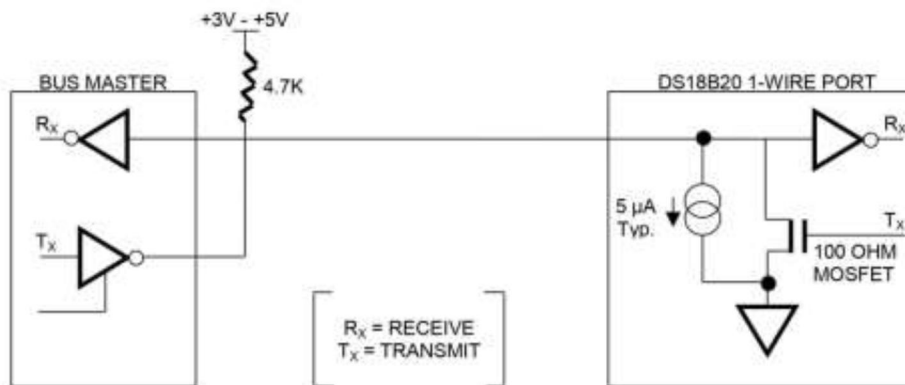 +3V - +5V
4.7K
BUS MASTER
DS18B20 1-WIRE PORT
RX
RX
5 µA
Typ.
TX
TX
100 OHM
MOSFET
RX = RECEIVE
TX = TRANSMIT